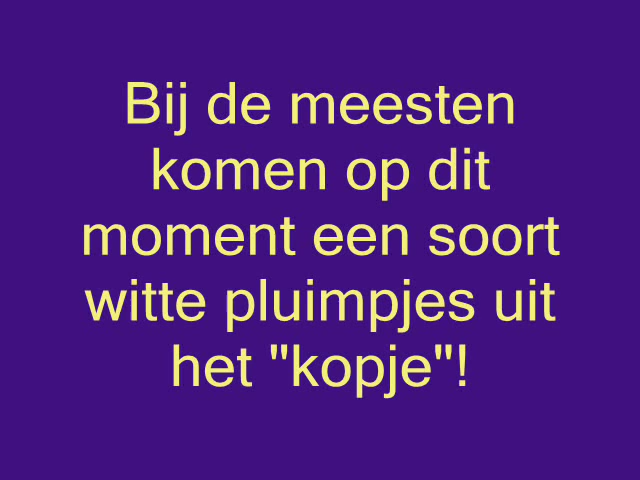 Bij de meesten
komen op dit
moment een soort
witte pluimpjes uit
het "kopje"!